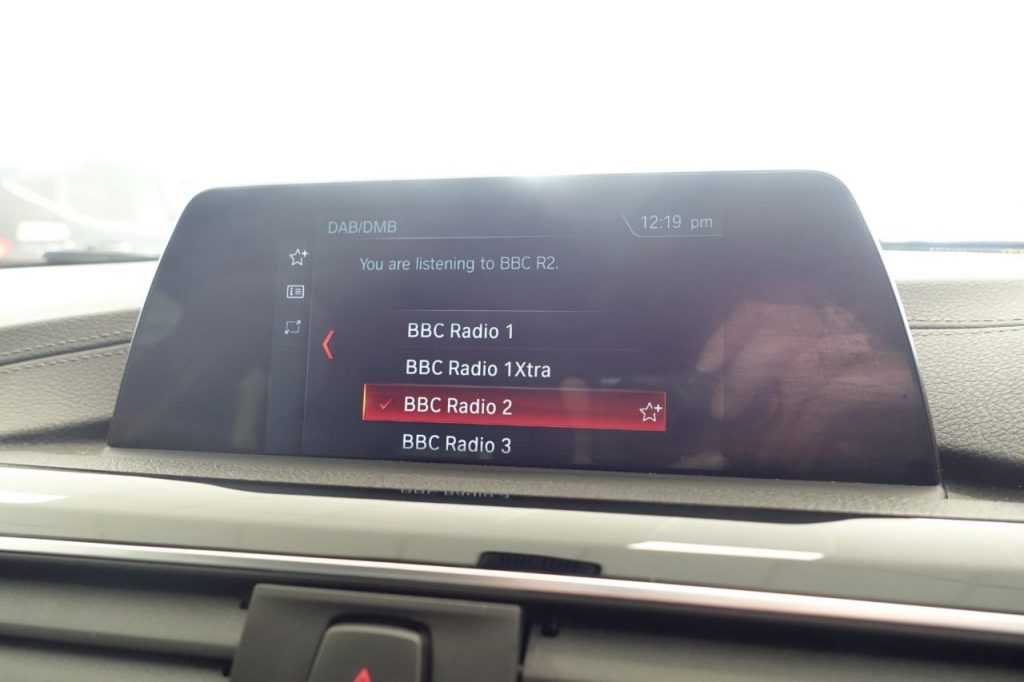 DAB/DMB
12:19 pm
You are listening to BBC R2.
BBC Radio 1
BBC Radio 1Xtra
BBC Radio 2
BBC Radio 3